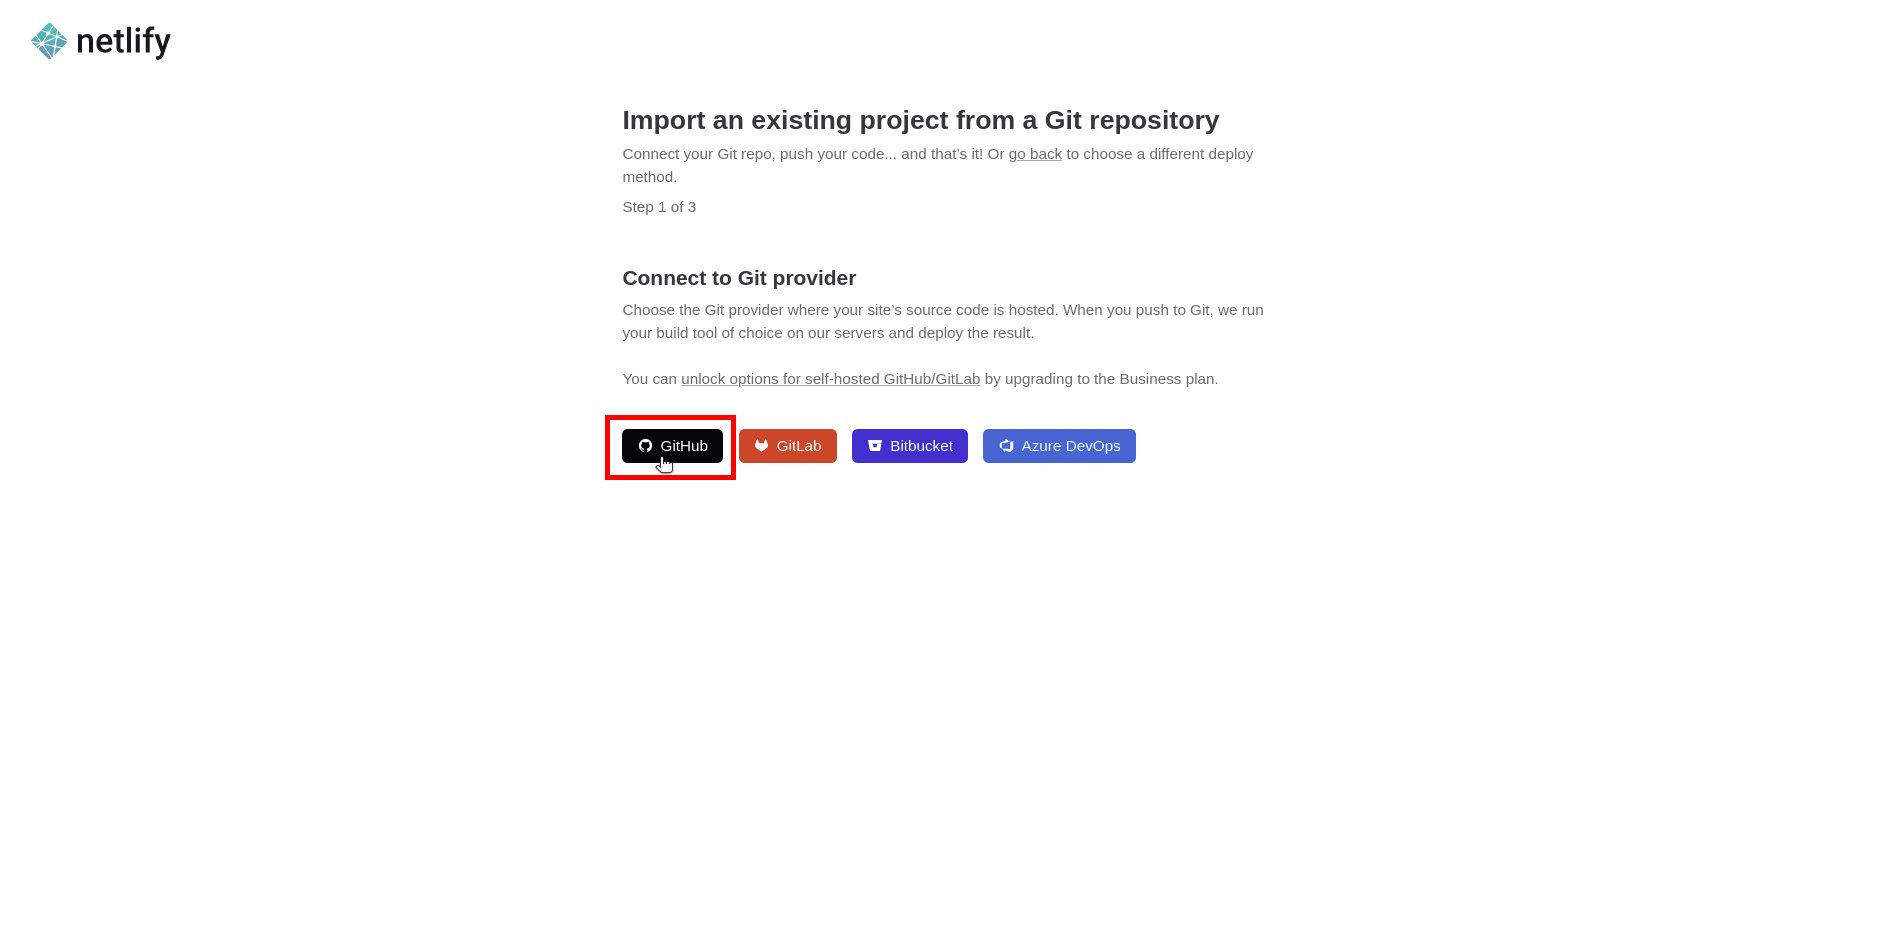 netlify
Import an existing project from a Git repository
Connect your Git repo, push your code... and that’s it! Or go back to choose a different deploy
method.
Step 1 of 3
Connect to Git provider
Choose the Git provider where your site’s source code is hosted. When you push to Git, we run
your build tool of choice on our servers and deploy the result.
You can unlock options for self-hosted GitHub/GitLab by upgrading to the Business plan.
GitHub GitLab Bitbucket Azure DevOps